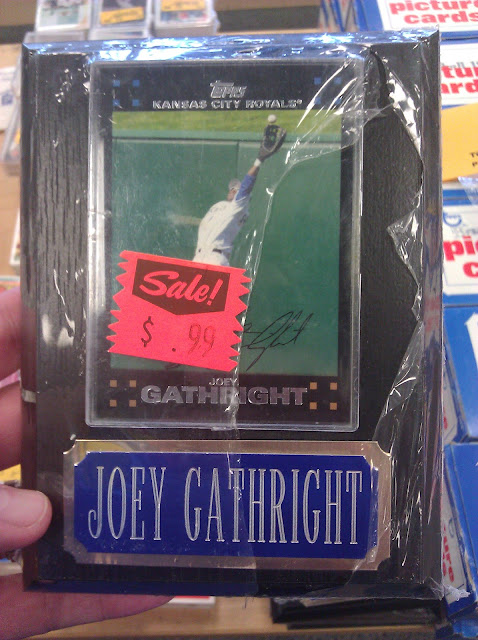 Topps
KANSAS CITY ROYALS®
Sale!
$ .99
JOEY
GATHRIGHT
JOEY GATHRIGHT
picture
cards